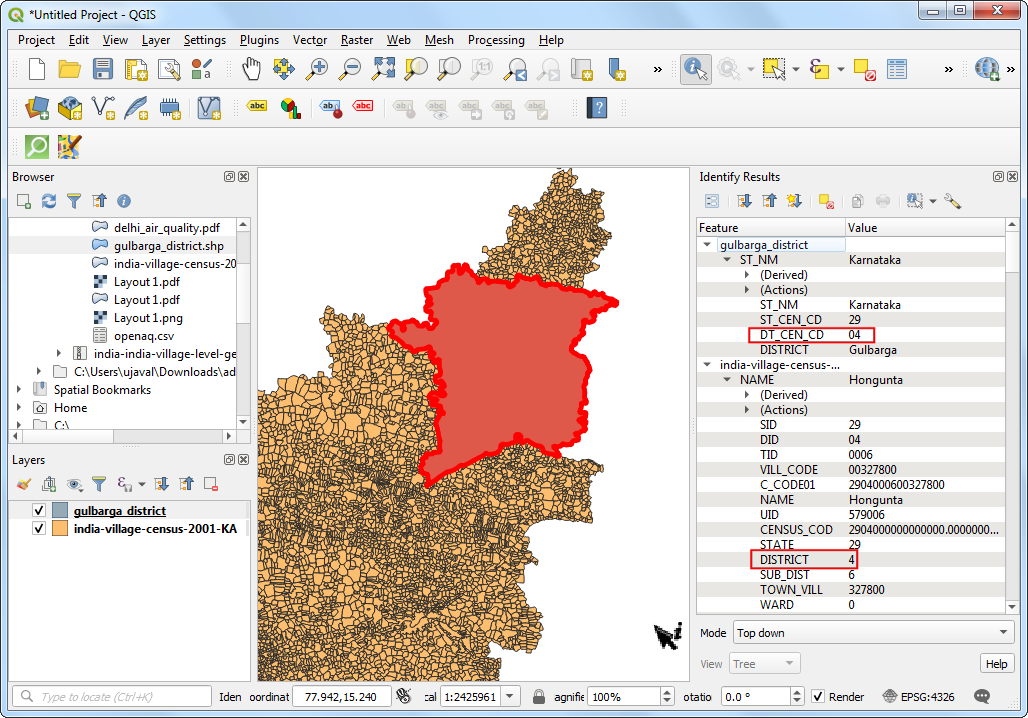 *Untitled Project - QGIS
Project Edit View Layer Settings Plugins Vector Raster Web Mesh Processing Help
abc abc abc
Browser
delhi_air_quality.pdf
gulbarga_district.shp
india-village-census-20
Layout 1.pdf
Layout 1.pdf
Layout 1.png
openaq.csv
india-india-village-level-ge
C:\Users\ujaval\Downloads\ad
Spatial Bookmarks
Home
C:\
Layers
gulbarga_district
india-village-census-2001-KA
Identify Results
Feature Value
gulbarga_district
ST_NM Karnataka
(Derived)
(Actions)
ST_NM Karnataka
ST_CEN_CD 29
DT_CEN_CD 04
DISTRICT Gulbarga
india-village-census-...
NAME Hongunta
(Derived)
(Actions)
SID 29
DID 04
TID 0006
VILL_CODE 00327800
C_CODE01 2904000600327800
NAME Hongunta
UID 579006
CENSUS_COD 2904000000000000.0000000...
STATE 29
DISTRICT 4
SUB_DIST 6
TOWN_VILL 327800
WARD 0
Mode Top down
View Tree Help
Type to locate (Ctrl+K) Iden oordinat 77.942,15.240 cal 1:2425961 agnifie 100% otatio 0.0 ° Render EPSG:4326